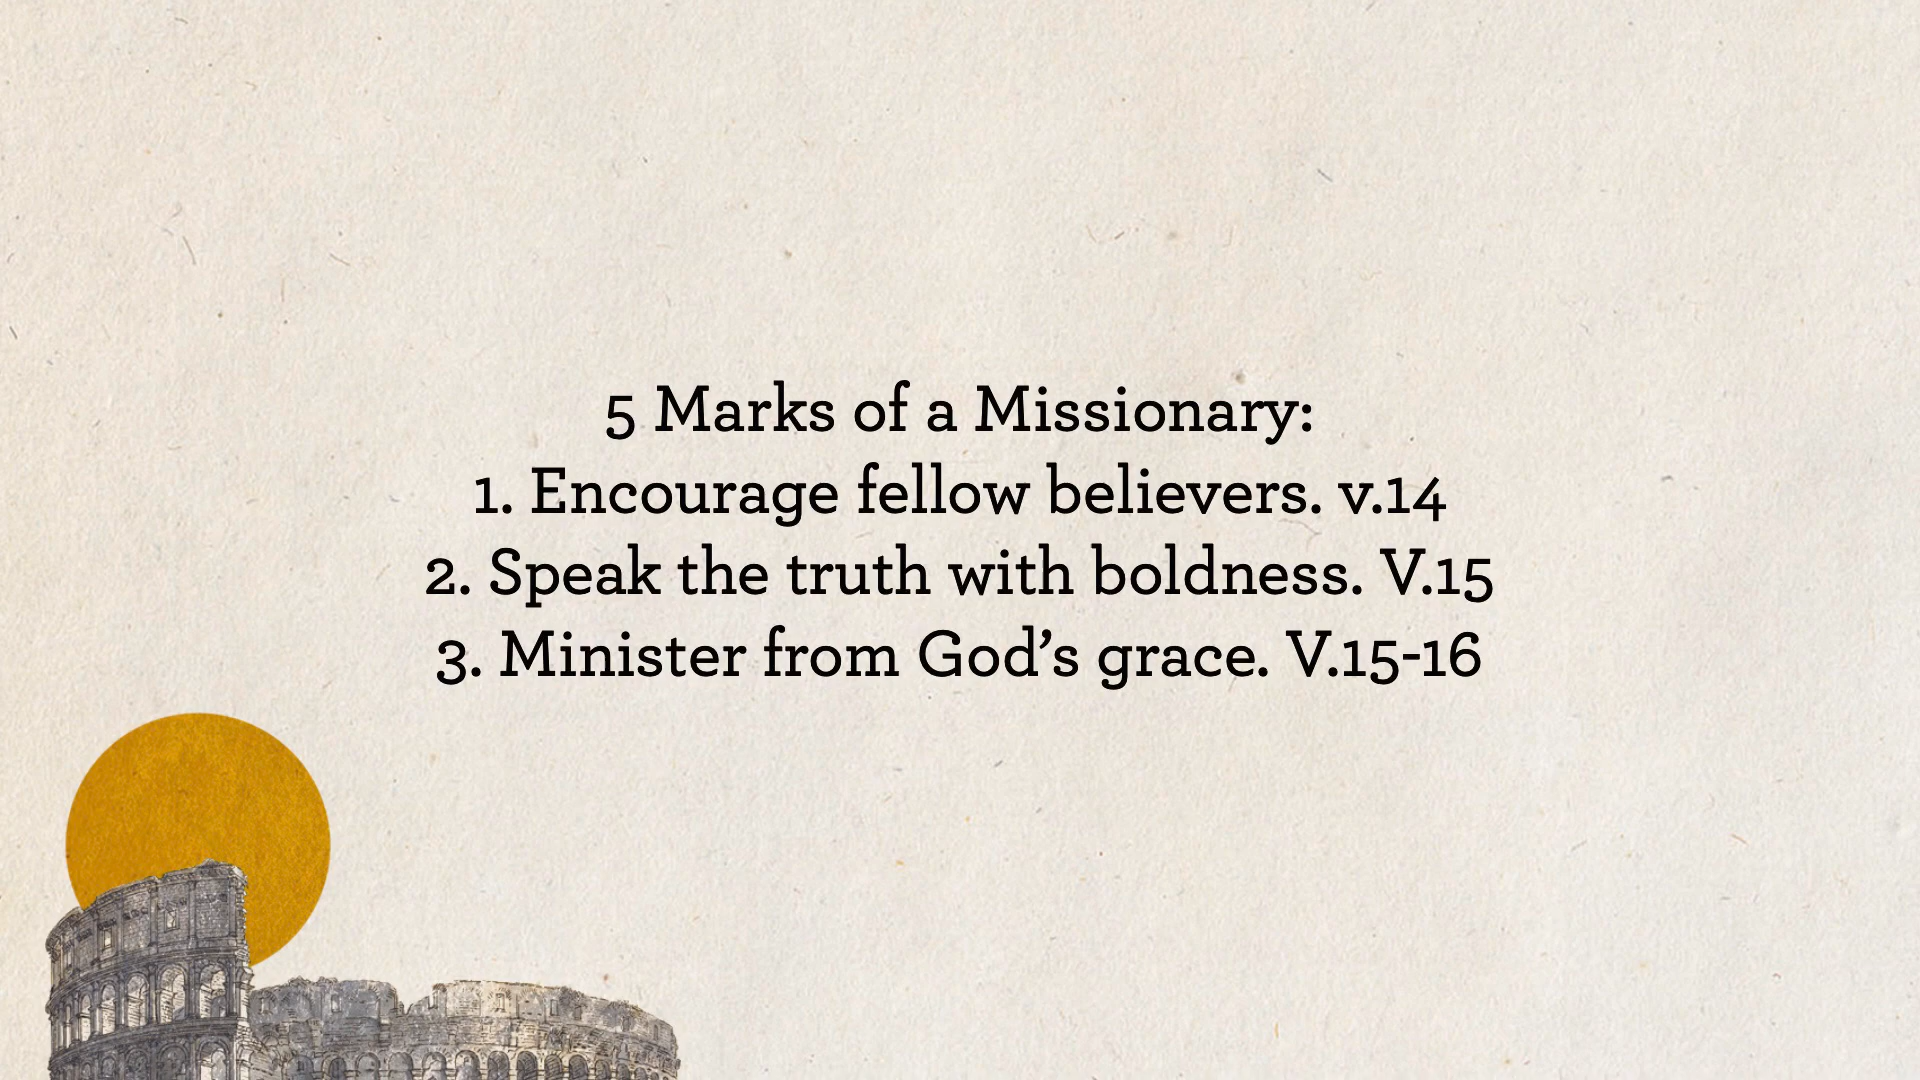 5 Marks of a Missionary:
1. Encourage fellow believers. v.14
2. Speak the truth with boldness. V.15
3. Minister from God’s grace. V.15-16